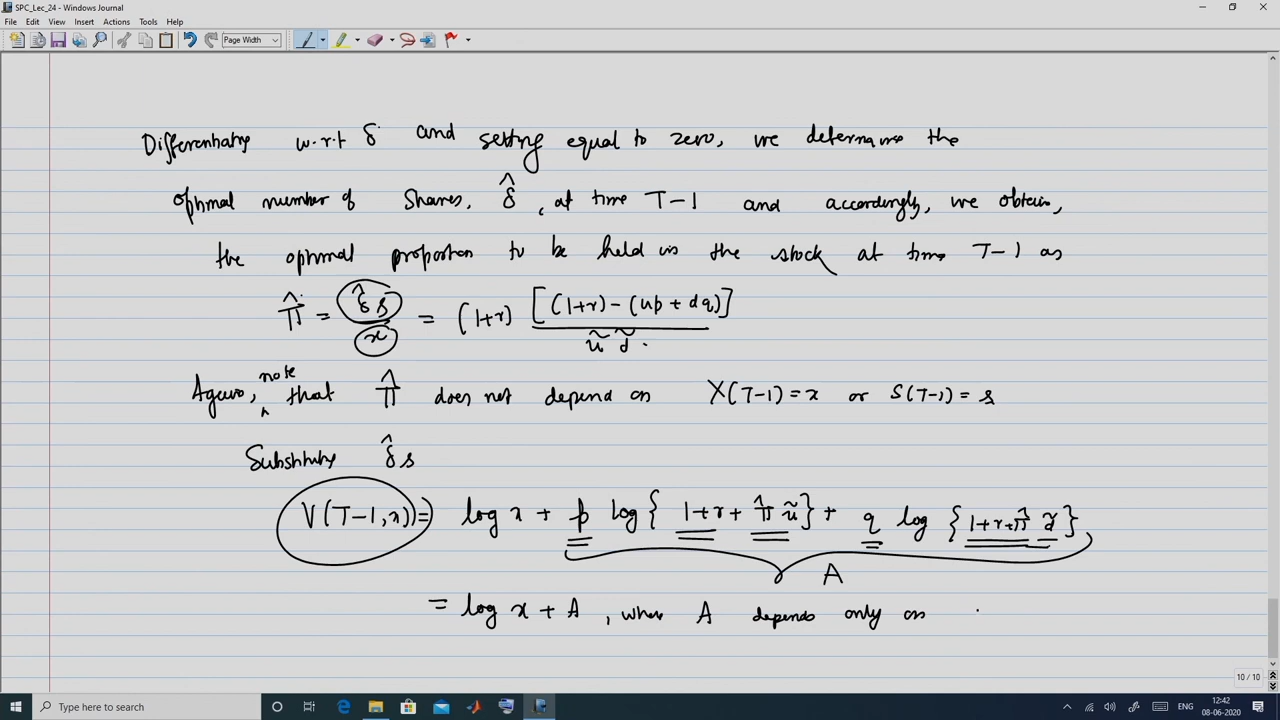 SPC_Lec_24 - Windows Journal
File Edit View Insert Actions Tools Help
Page Width
Differentiating w.r.t δ and setting equal to zero, we determine the
optimal number of shares, δ̂, at time T-1 and accordingly, we obtain,
the optimal proportion to be held in the stock at time T-1 as
π̂ = δ̂s / x = (1+r) [(1+r) - (up + dq)] / ũ d̃ .
Again, note that π̂ does not depend on X(T-1) = x or S(T-1) = s
Substitute δ̂s
V(T-1,x) = log x + p log{ 1+r + π̂ ũ} + q log {1+r+π̂ d̃}
A
= log x + A , where A depends only on
10 / 10
Type here to search
ENG
12:42
08-06-2020